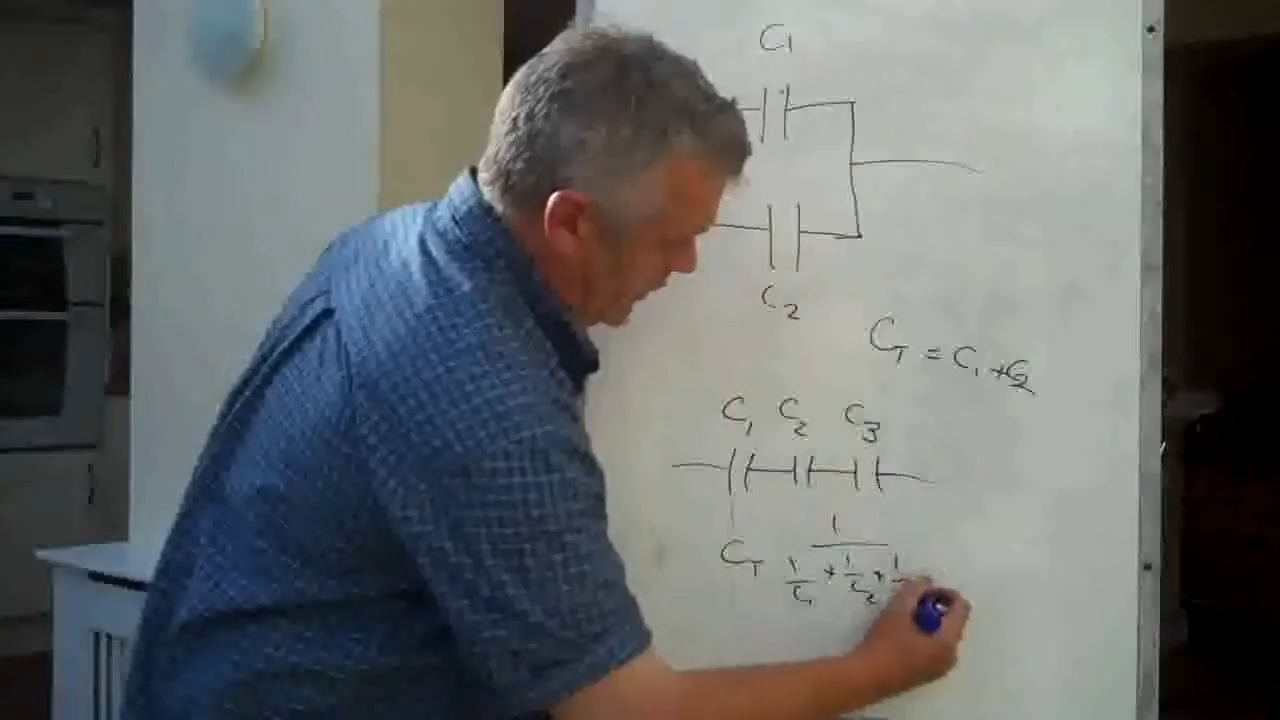 C1
C2
CT = C1 + C2
C1 C2 C3
1
CT 1/C1 + 1/C2 + 1